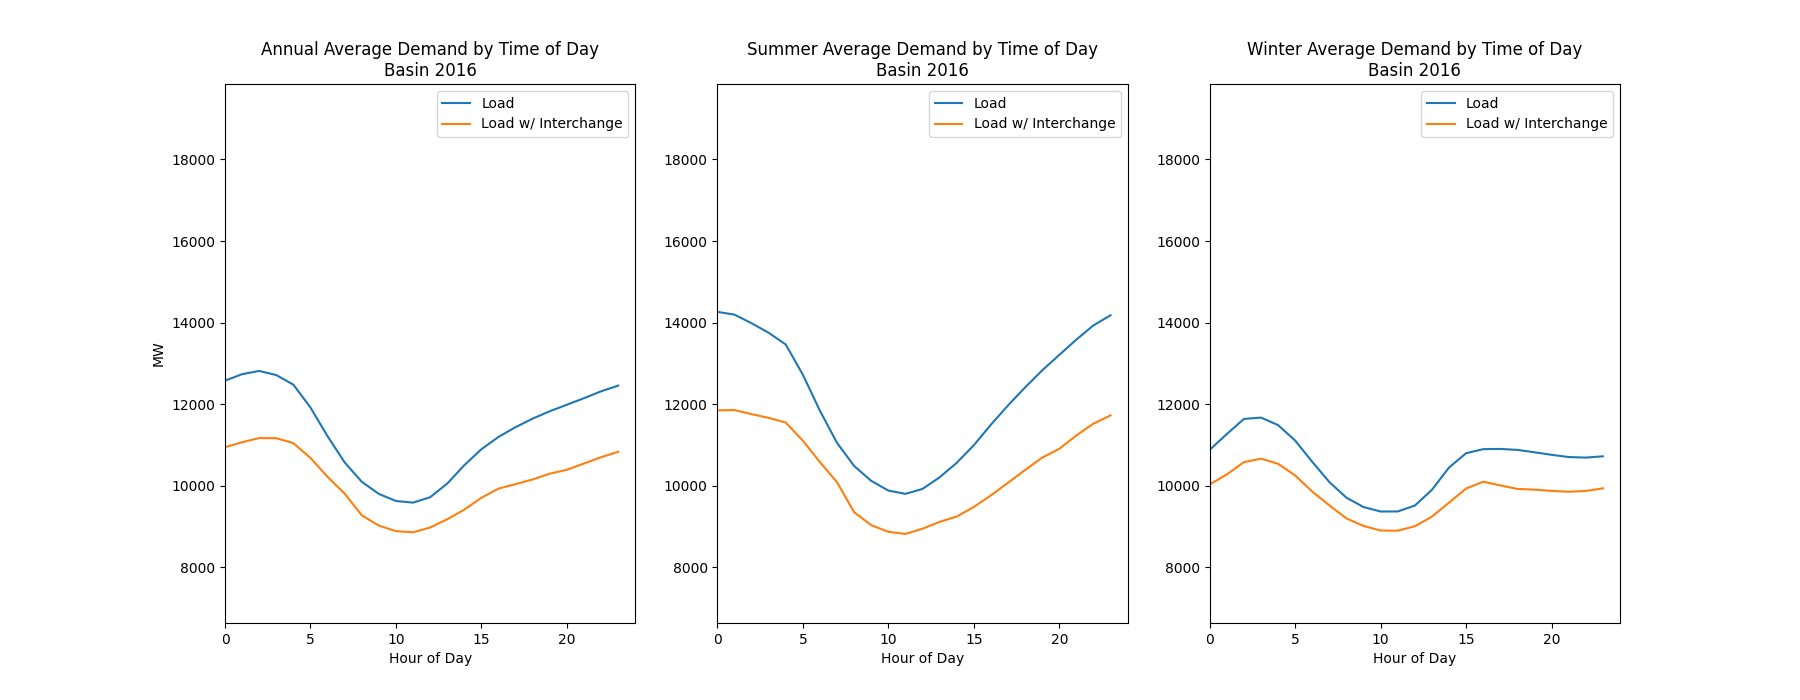 Annual Average Demand by Time of Day
Basin 2016
Load
Load w/ Interchange
18000
16000
14000
12000
10000
8000
MW
0 5 10 15 20
Hour of Day
Summer Average Demand by Time of Day
Basin 2016
Load
Load w/ Interchange
18000
16000
14000
12000
10000
8000
0 5 10 15 20
Hour of Day
Winter Average Demand by Time of Day
Basin 2016
Load
Load w/ Interchange
18000
16000
14000
12000
10000
8000
0 5 10 15 20
Hour of Day